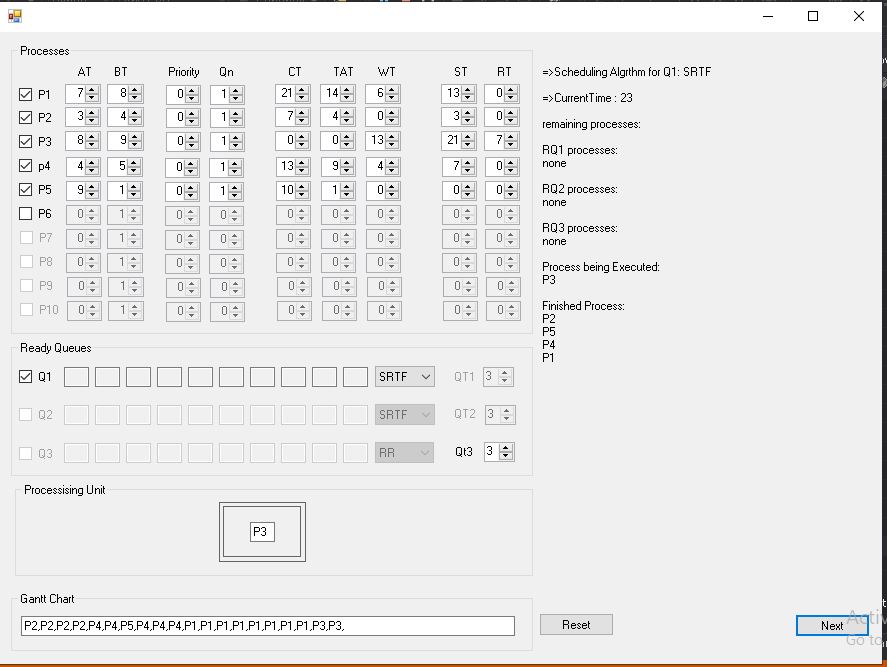 Processes
AT BT Priority Qn CT TAT WT ST RT
P1 7 8 0 1 21 14 6 13 0
P2 3 4 0 1 7 4 0 3 0
P3 8 9 0 1 0 0 13 21 7
p4 4 5 0 1 13 9 4 7 0
P5 9 1 0 1 10 1 0 0 0
P6 0 1 0 0 0 0 0 0 0
P7 0 1 0 0 0 0 0 0 0
P8 0 1 0 0 0 0 0 0 0
P9 0 1 0 0 0 0 0 0 0
P10 0 1 0 0 0 0 0 0 0
Ready Queues
Q1 SRTF QT1 3
Q2 SRTF QT2 3
Q3 RR Qt3 3
Processising Unit
P3
Gantt Chart
P2,P2,P2,P2,P4,P4,P5,P4,P4,P4,P1,P1,P1,P1,P1,P1,P1,P1,P3,P3,
=>Scheduling Algrthm for Q1: SRTF
=>CurrentTime : 23
remaining processes:
RQ1 processes:
none
RQ2 processes:
none
RQ3 processes:
none
Process being Executed:
P3
Finished Process:
P2
P5
P4
P1
Reset
Next
Activ
Go to